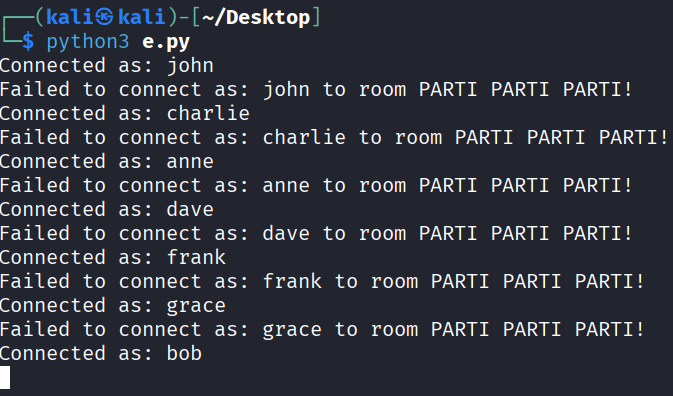 ┌──(kali㉿kali)-[~/Desktop]
└─$ python3 e.py
Connected as: john
Failed to connect as: john to room PARTI PARTI PARTI!
Connected as: charlie
Failed to connect as: charlie to room PARTI PARTI PARTI!
Connected as: anne
Failed to connect as: anne to room PARTI PARTI PARTI!
Connected as: dave
Failed to connect as: dave to room PARTI PARTI PARTI!
Connected as: frank
Failed to connect as: frank to room PARTI PARTI PARTI!
Connected as: grace
Failed to connect as: grace to room PARTI PARTI PARTI!
Connected as: bob